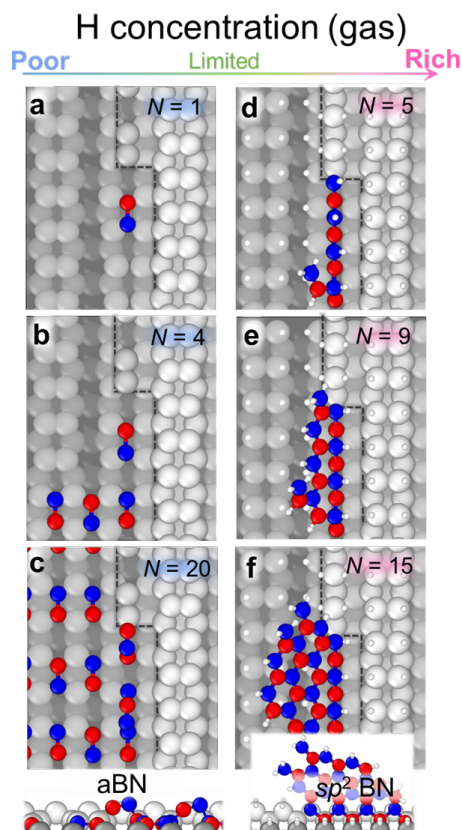 H concentration (gas)
Poor Limited Rich
a N = 1
d N = 5
b N = 4
e N = 9
c N = 20
f N = 15
aBN
sp² BN